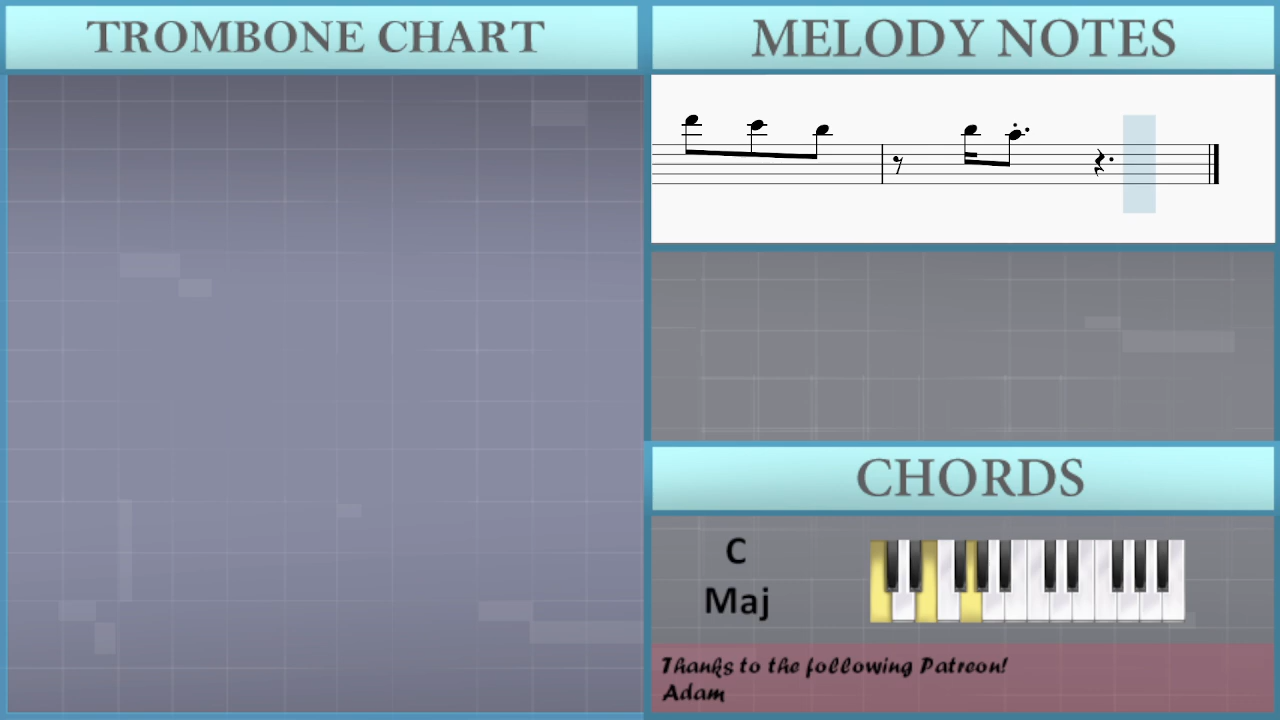 TROMBONE CHART
MELODY NOTES
CHORDS
C
Maj
Thanks to the following Patreon!
Adam